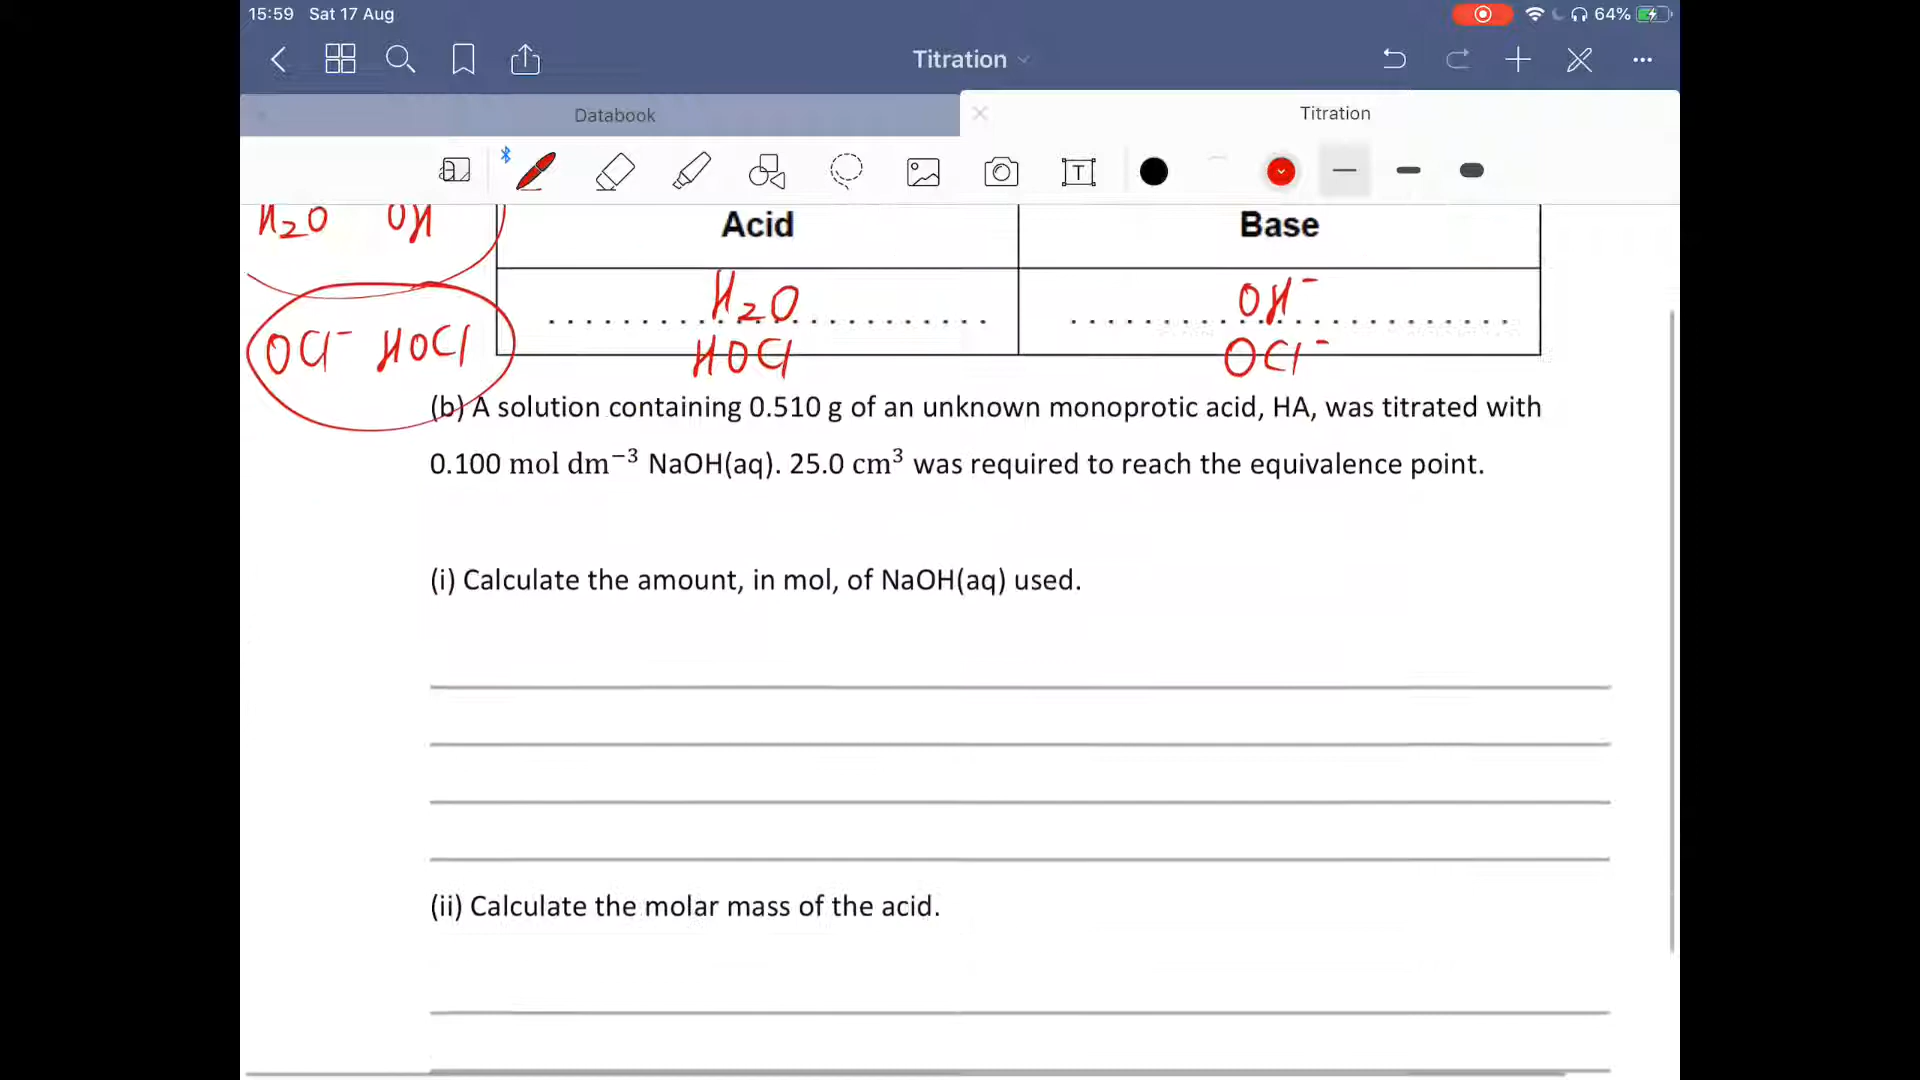 15:59 Sat 17 Aug
64%
Titration
Databook
Titration
T
H₂O OH
Acid Base
H₂O OH⁻
OCl⁻ HOCl
HOCl OCl⁻
(b) A solution containing 0.510 g of an unknown monoprotic acid, HA, was titrated with
0.100 mol dm⁻³ NaOH(aq). 25.0 cm³ was required to reach the equivalence point.
(i) Calculate the amount, in mol, of NaOH(aq) used.
(ii) Calculate the molar mass of the acid.